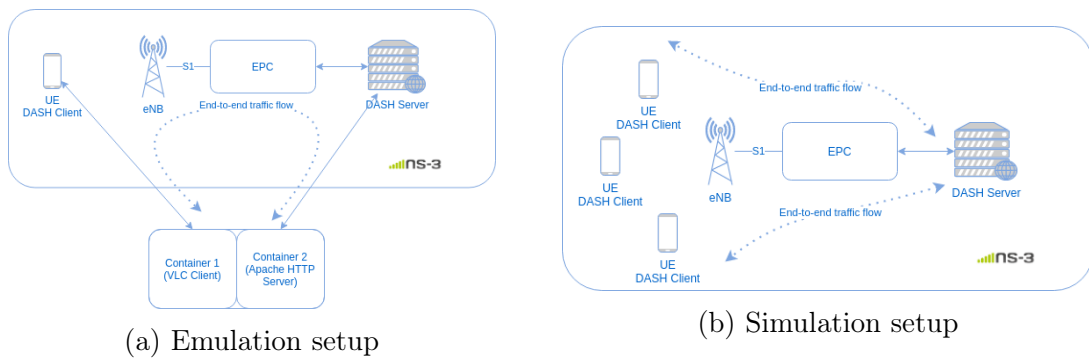 S1
EPC
UE
DASH Client
eNB
End-to-end traffic flow
DASH Server
ns-3
Container 1
(VLC Client)
Container 2
(Apache HTTP
Server)
(a) Emulation setup
End-to-end traffic flow
UE
DASH Client
S1
EPC
UE
DASH Client
eNB
DASH Server
End-to-end traffic flow
UE
DASH Client
ns-3
(b) Simulation setup